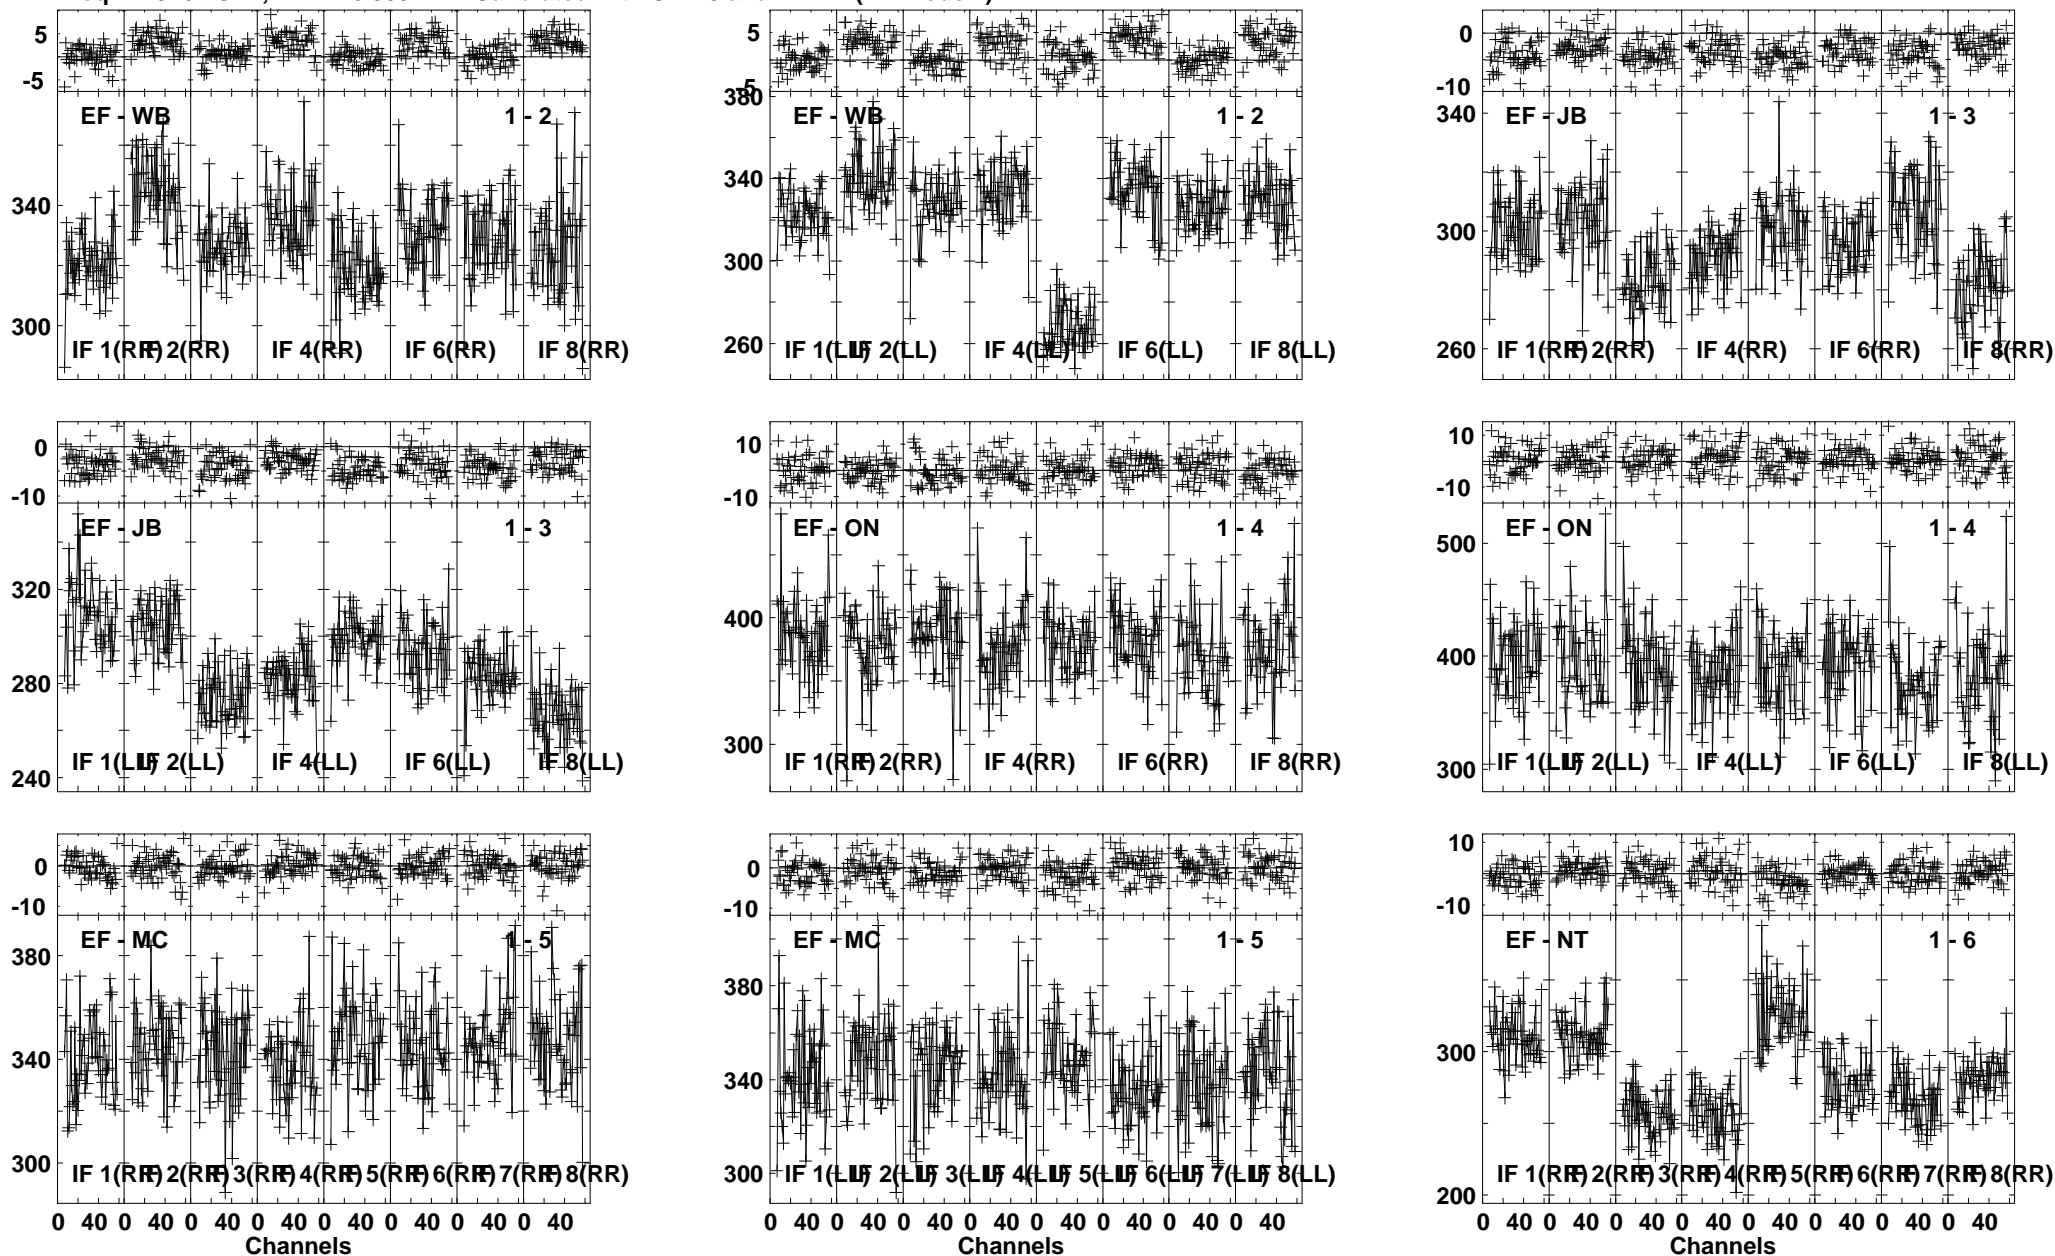 5
-5
EF - WB 1 - 2
340
300
IF 1(RR) IF 2(RR) IF 4(RR) IF 6(RR) IF 8(RR)
5
-5
380
EF - WB 1 - 2
340
300
260
IF 1(LL) IF 2(LL) IF 4(LL) IF 6(LL) IF 8(LL)
0
-10
340
EF - JB 1 - 3
300
260
IF 1(RR) IF 2(RR) IF 4(RR) IF 6(RR) IF 8(RR)
0
-10
EF - JB 1 - 3
320
280
240
IF 1(LL) IF 2(LL) IF 4(LL) IF 6(LL) IF 8(LL)
10
-10
EF - ON 1 - 4
400
300
IF 1(RR) IF 2(RR) IF 4(RR) IF 6(RR) IF 8(RR)
10
-10
EF - ON 1 - 4
500
400
300
IF 1(LL) IF 2(LL) IF 4(LL) IF 6(LL) IF 8(LL)
0
-10
EF - MC 1 - 5
380
340
300
IF 1(RR) IF 2(RR) IF 3(RR) IF 4(RR) IF 5(RR) IF 6(RR) IF 7(RR) IF 8(RR)
0 40 0 40 0 40 0 40 0 40 0 40 0 40 0 40
Channels
0
-10
EF - MC 1 - 5
380
340
300
IF 1(LL) IF 2(LL) IF 3(LL) IF 4(LL) IF 5(LL) IF 6(LL) IF 7(LL) IF 8(LL)
0 40 0 40 0 40 0 40 0 40 0 40 0 40 0 40
Channels
10
-10
EF - NT 1 - 6
300
200
IF 1(RR) IF 2(RR) IF 3(RR) IF 4(RR) IF 5(RR) IF 6(RR) IF 7(RR) IF 8(RR)
0 40 0 40 0 40 0 40 0 40 0 40 0 40 0 40
Channels